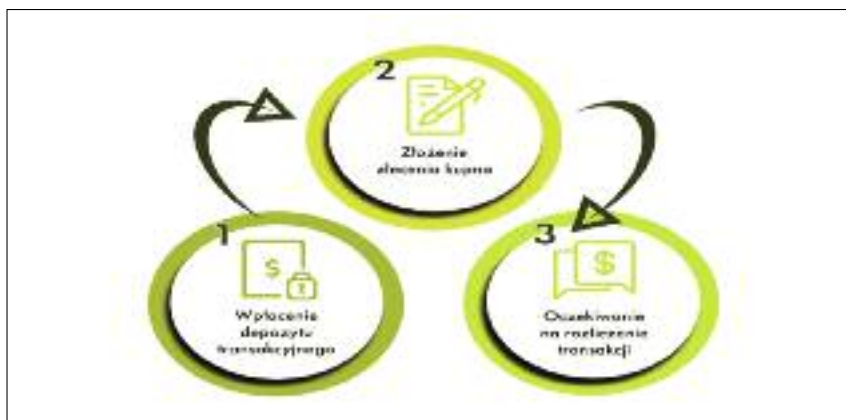 1
Wpłacenie
depozytu
transakcyjnego
2
Złożenie
zlecenia kupna
3
Oczekiwanie
na rozliczenie
transakcji